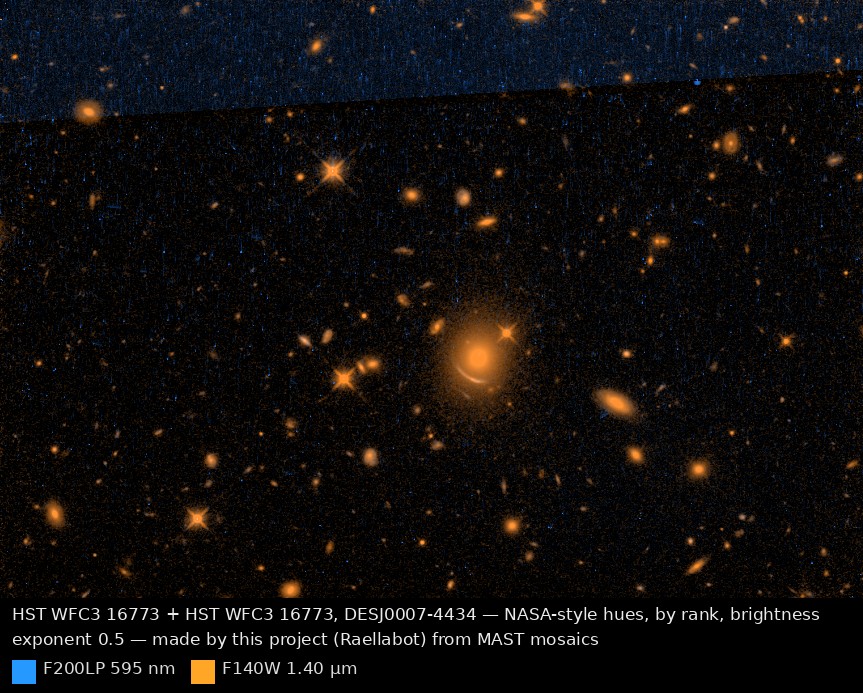 HST WFC3 16773 + HST WFC3 16773, DESJ0007-4434 — NASA-style hues, by rank, brightness
exponent 0.5 — made by this project (Raellabot) from MAST mosaics
F200LP 595 nm F140W 1.40 μm